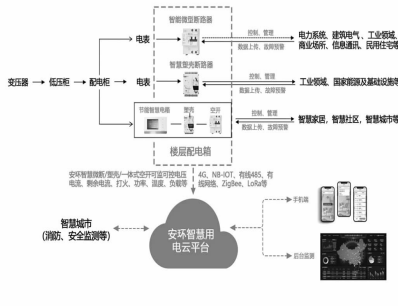 智能微型断路器
电表
控制、管理
数据上传、故障预警
电力系统、建筑电气、工业领域、
商业场所、信息通讯、民用住宅等
智慧塑壳断路器
变压器
低压柜
配电柜
电表
控制、管理
数据上传、故障预警
工业领域、国家能源及基础设施等
节能智慧电箱
塑壳
空开
控制、管理
数据上传、故障预警
智慧家居，智慧社区，智慧城市等
楼层配电箱
安环智慧微断/塑壳/一体式空开可监可控电压
电流、剩余电流、打火、功率、温度、负载等
4G、NB-IOT、有线485、有
线网络、ZigBee、LoRa等
手机端
智慧城市
（消防、安全监测等）
安环智慧用
电云平台
后台监测